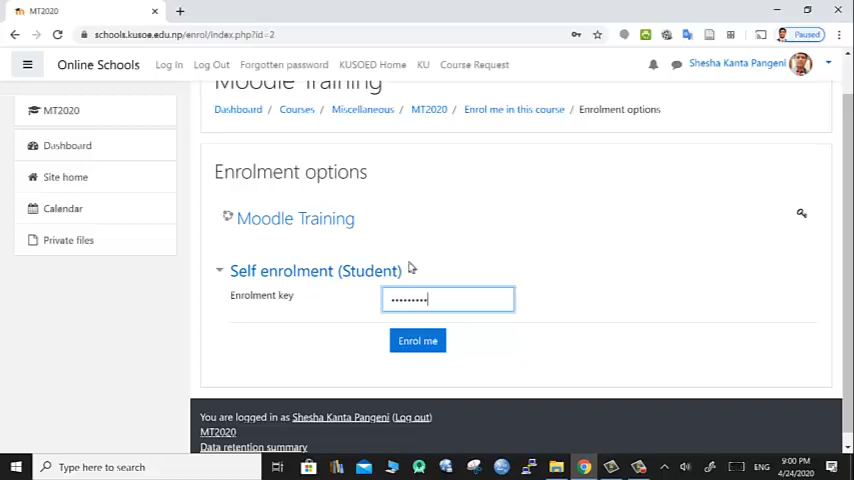 MT2020
schools.kusoe.edu.np/enrol/index.php?id=2
Paused
Online Schools Log In Log Out Forgotten password KUSOED Home KU Course Request Shesha Kanta Pangeni
Moodle Training
MT2020
Dashboard
Site home
Calendar
Private files
Dashboard / Courses / Miscellaneous / MT2020 / Enrol me in this course / Enrolment options
Enrolment options
Moodle Training
Self enrolment (Student)
Enrolment key •••••••••
Enrol me
You are logged in as Shesha Kanta Pangeni (Log out)
MT2020
Data retention summary
Type here to search
ENG
9:00 PM
4/24/2020